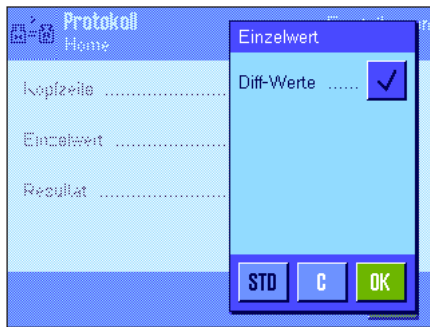 Protokoll
Home
Einzelwert
Diff-Werte ......
Kopfzeile ....................
Einzelwert ..................
Resultat .....................
STD
C
OK